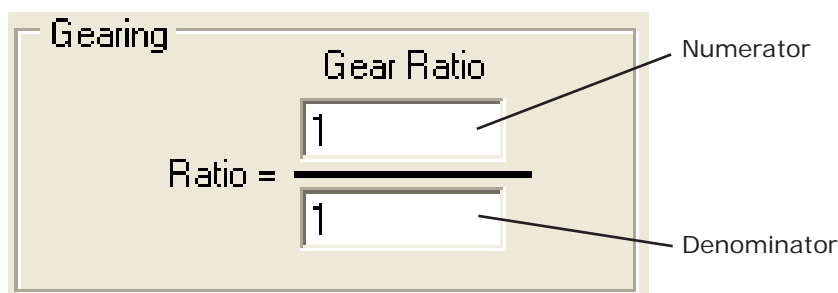 Gearing
Gear Ratio
Numerator
1
Ratio =
1
Denominator